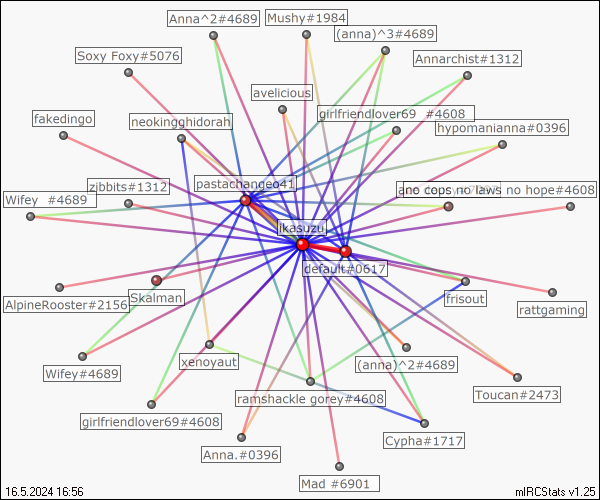 Anna^2#4689
Mushy#1984
(anna)^3#4689
Soxy Foxy#5076
Annarchist#1312
avelicious
girlfriendlover69 #4608
fakedingo
neokingghidorah
hypomanianna#0396
pastachangeo41
zibbits#1312
no cops no laws no hope#4608
Wifey #4689
ikasuzu
default#0617
AlpineRooster#2156
Skalman
frisout
rattgaming
xenoyaut
(anna)^2#4689
Wifey#4689
Toucan#2473
ramshackle gorey#4608
girlfriendlover69#4608
Cypha#1717
Anna.#0396
Mad #6901
16.5.2024 16:56
mIRCStats v1.25